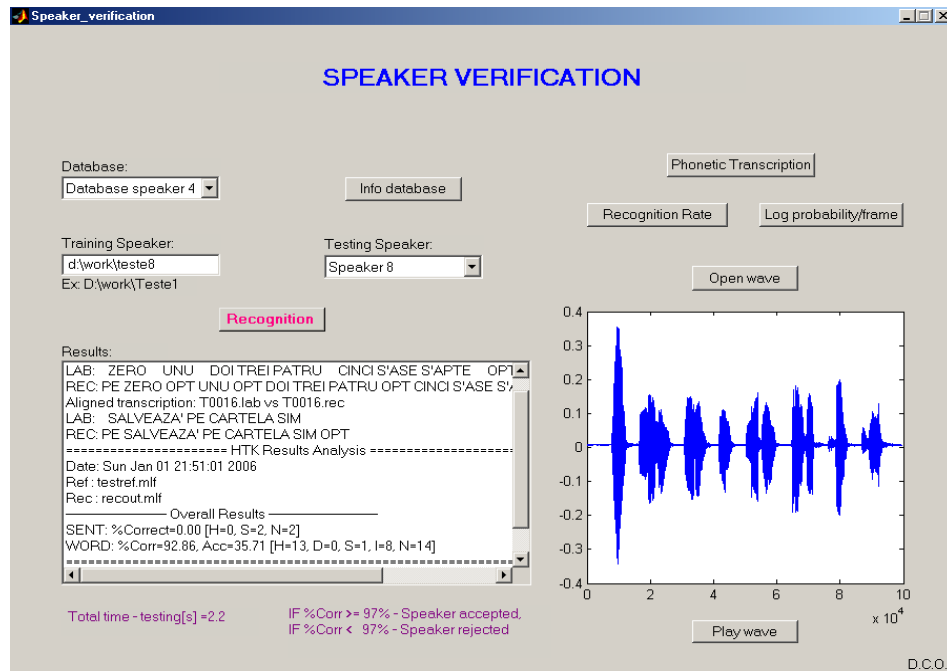 Speaker_verification
SPEAKER VERIFICATION
Database:
Database speaker 4
Info database
Phonetic Transcription
Recognition Rate
Log probability/frame
Training Speaker:
d:\work\teste8
Ex: D:\work\Teste1
Testing Speaker:
Speaker 8
Open wave
Recognition
Results:
LAB: ZERO UNU DOI TREI PATRU CINCI S'ASE S'APTE OPT
REC: PE ZERO OPT UNU OPT DOI TREI PATRU OPT CINCI S'ASE S'A
Aligned transcription: T0016.lab vs T0016.rec
LAB: SALVEAZA' PE CARTELA SIM
REC: PE SALVEAZA' PE CARTELA SIM OPT
====================== HTK Results Analysis ===================
Date: Sun Jan 01 21:51:01 2006
Ref : testref.mlf
Rec : recout.mlf
------------------ Overall Results --------------------
SENT: %Correct=0.00 [H=0, S=2, N=2]
WORD: %Corr=92.86, Acc=35.71 [H=13, D=0, S=1, I=8, N=14]
==========================================================
0.4
0.3
0.2
0.1
0
-0.1
-0.2
-0.3
-0.4
0 2 4 6 8 10
x 10^4
Total time - testing[s] =2.2
IF %Corr >= 97% - Speaker accepted,
IF %Corr < 97% - Speaker rejected
Play wave
D.C.O.